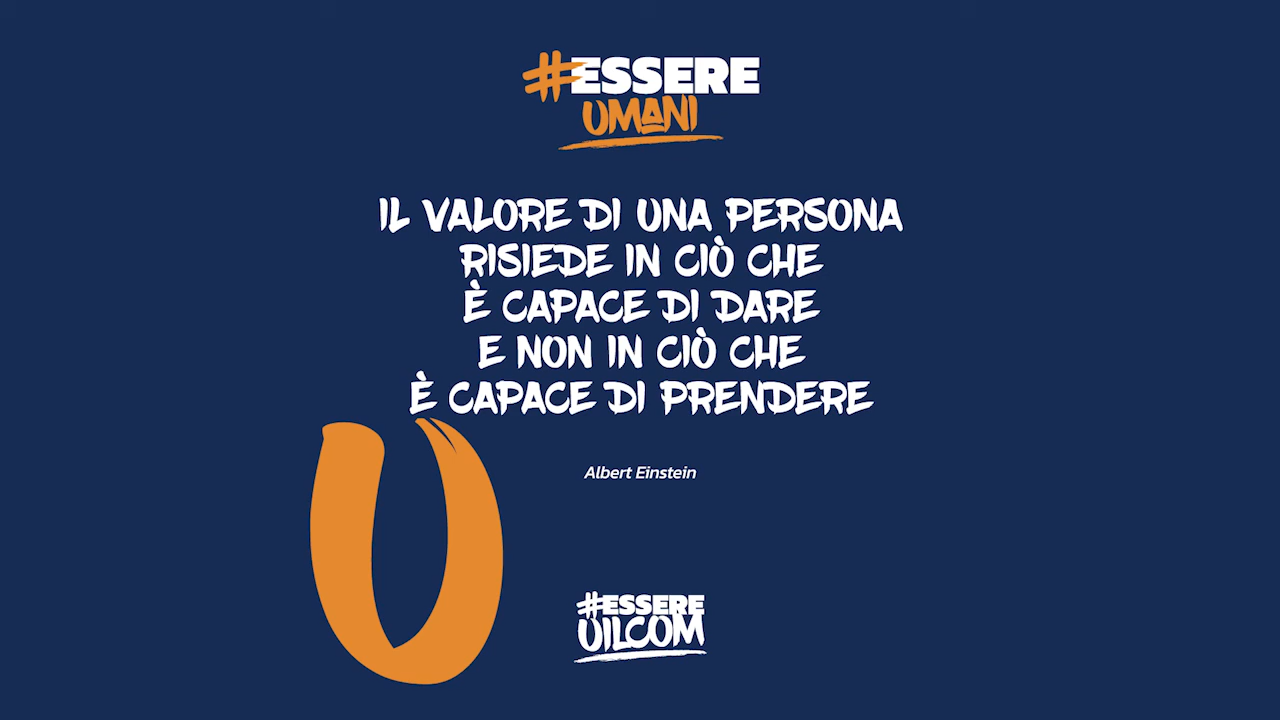 #ESSERE
UMANI
IL VALORE DI UNA PERSONA
RISIEDE IN CIÒ CHE
È CAPACE DI DARE
E NON IN CIÒ CHE
È CAPACE DI PRENDERE
Albert Einstein
U
#ESSERE
UILCOM